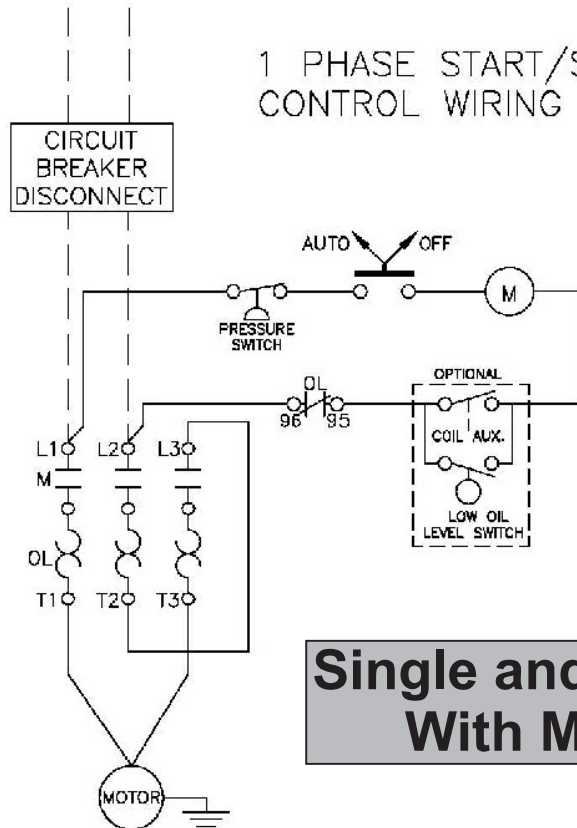 1 PHASE START/S
CONTROL WIRING
CIRCUIT
BREAKER
DISCONNECT
AUTO OFF
M
PRESSURE
SWITCH
OPTIONAL
OL
96 95
COIL AUX.
LOW OIL
LEVEL SWITCH
L1 L2 L3
M
OL
T1 T2 T3
Single and
With M
MOTOR